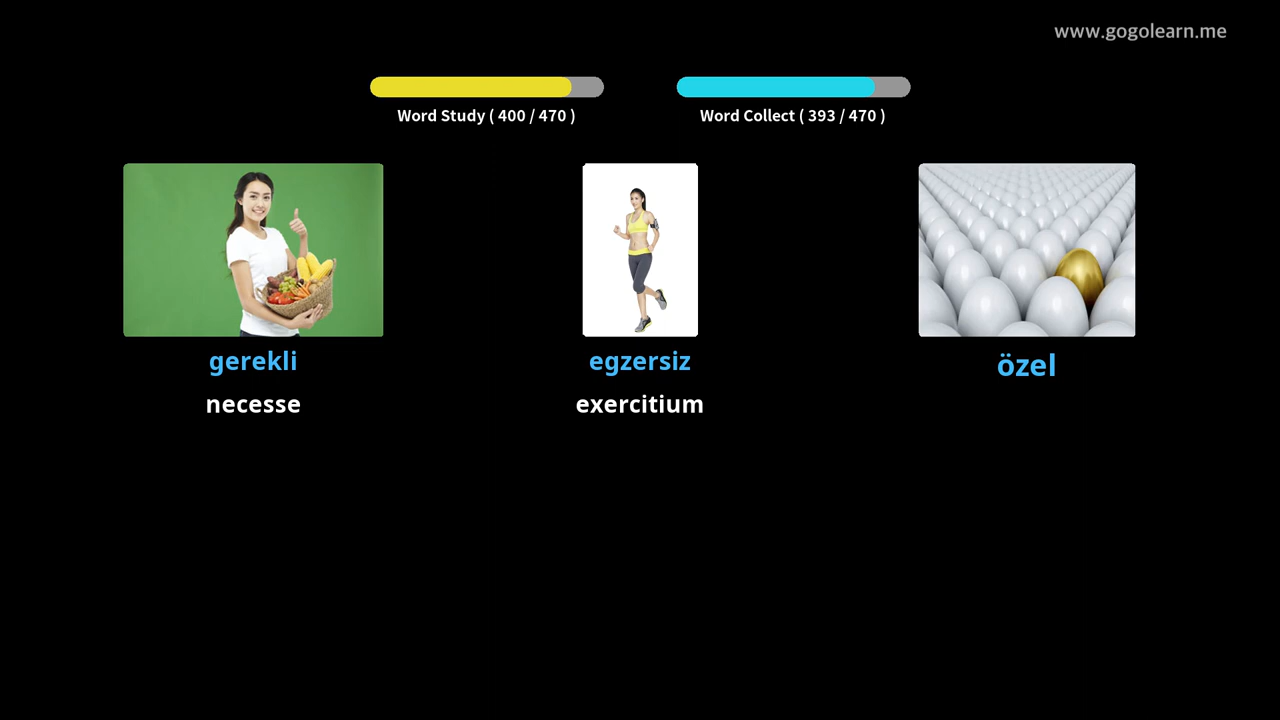 www.gogolearn.me
Word Study ( 400 / 470 )
Word Collect ( 393 / 470 )
gerekli
necesse
egzersiz
exercitium
özel